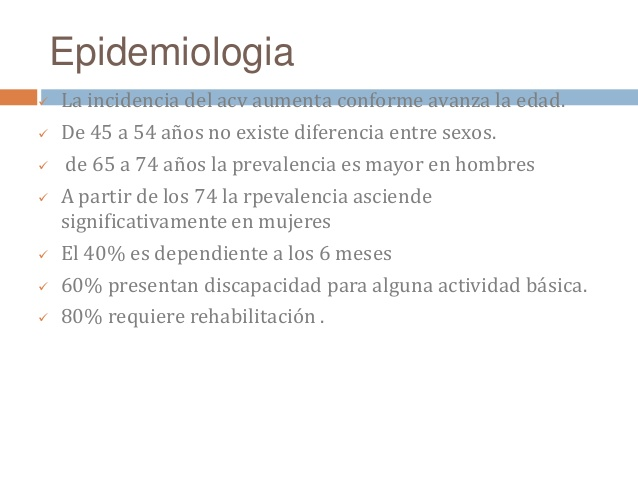 Epidemiologia
La incidencia del acv aumenta conforme avanza la edad.
De 45 a 54 años no existe diferencia entre sexos.
de 65 a 74 años la prevalencia es mayor en hombres
A partir de los 74 la rpevalencia asciende
significativamente en mujeres
El 40% es dependiente a los 6 meses
60% presentan discapacidad para alguna actividad básica.
80% requiere rehabilitación .